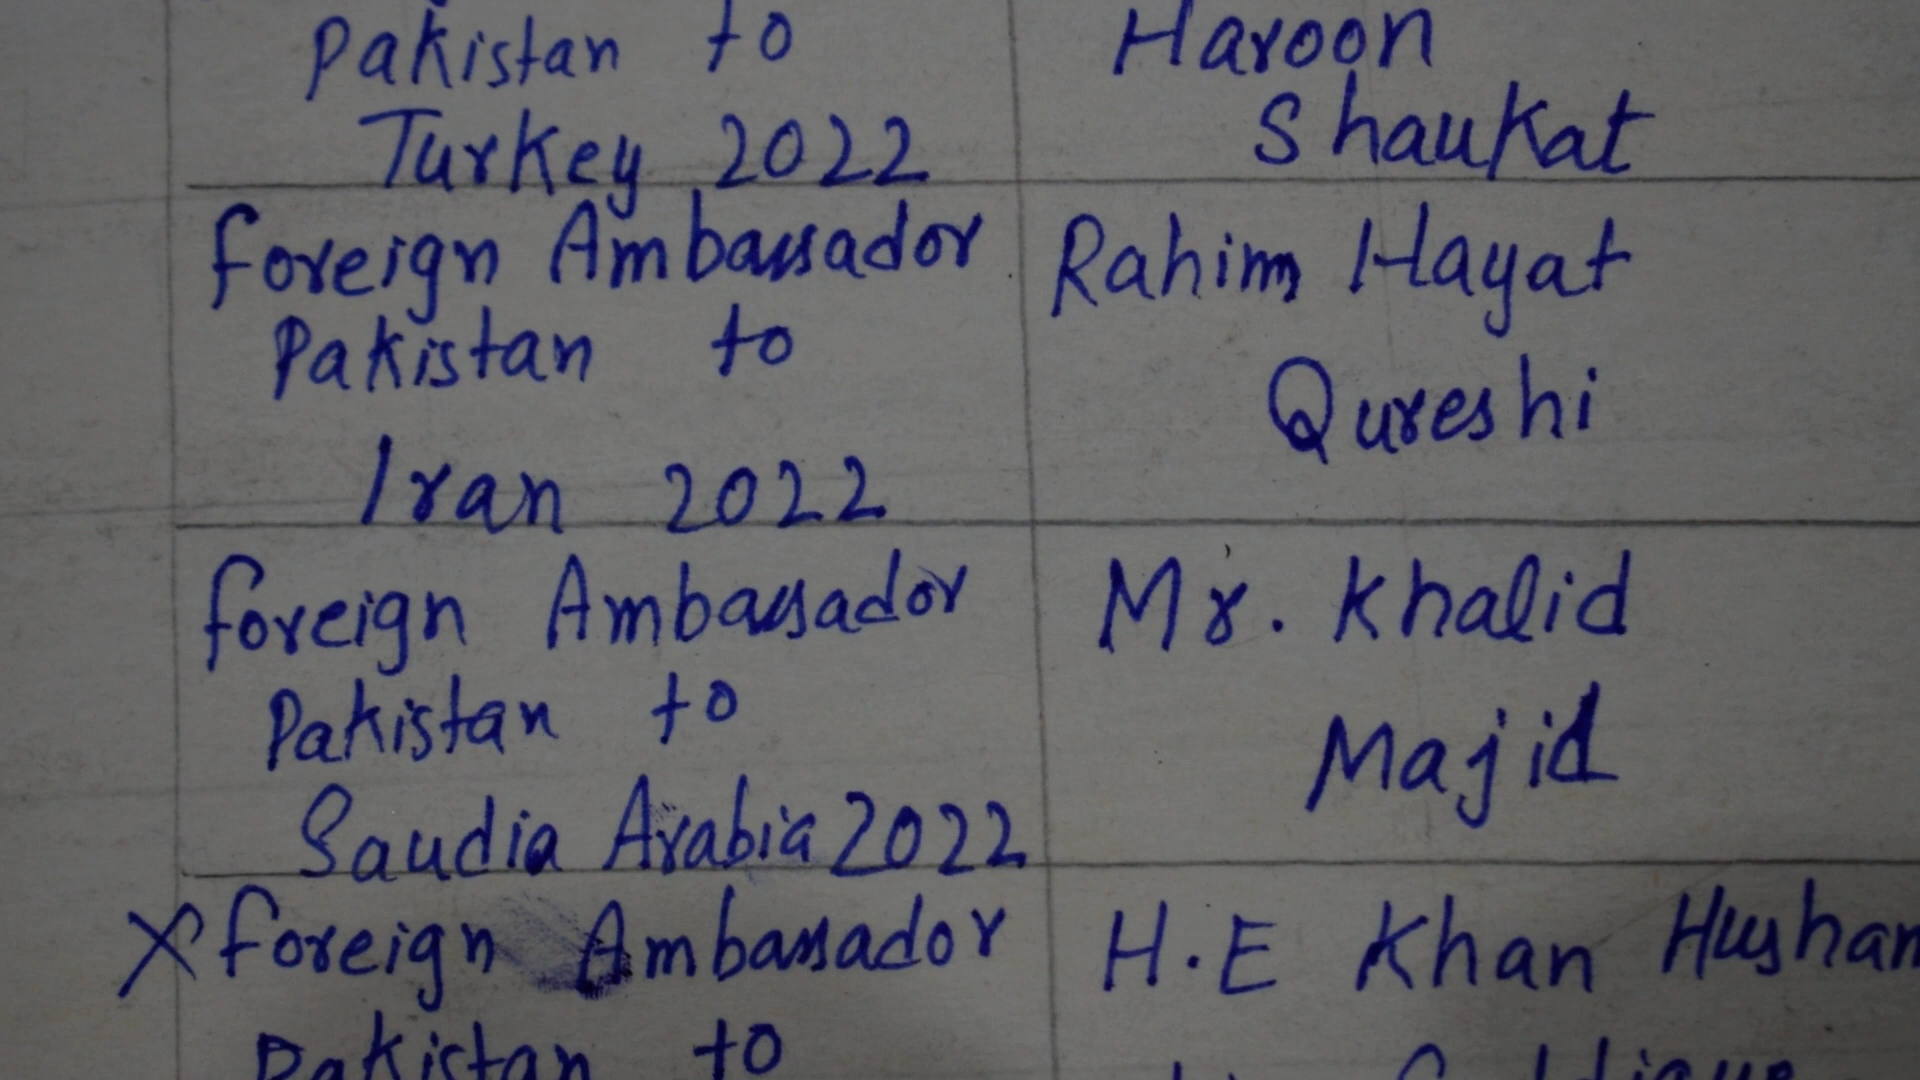 Pakistan to Haroon
Turkey 2022 Shaukat
foreign Ambassador Rahim Hayat
Pakistan to
Qureshi
Iran 2022
foreign Ambassador Mr. Khalid
Pakistan to
Majid
Saudia Arabia 2022
X foreign Ambassador H.E Khan Husham
Pakistan to